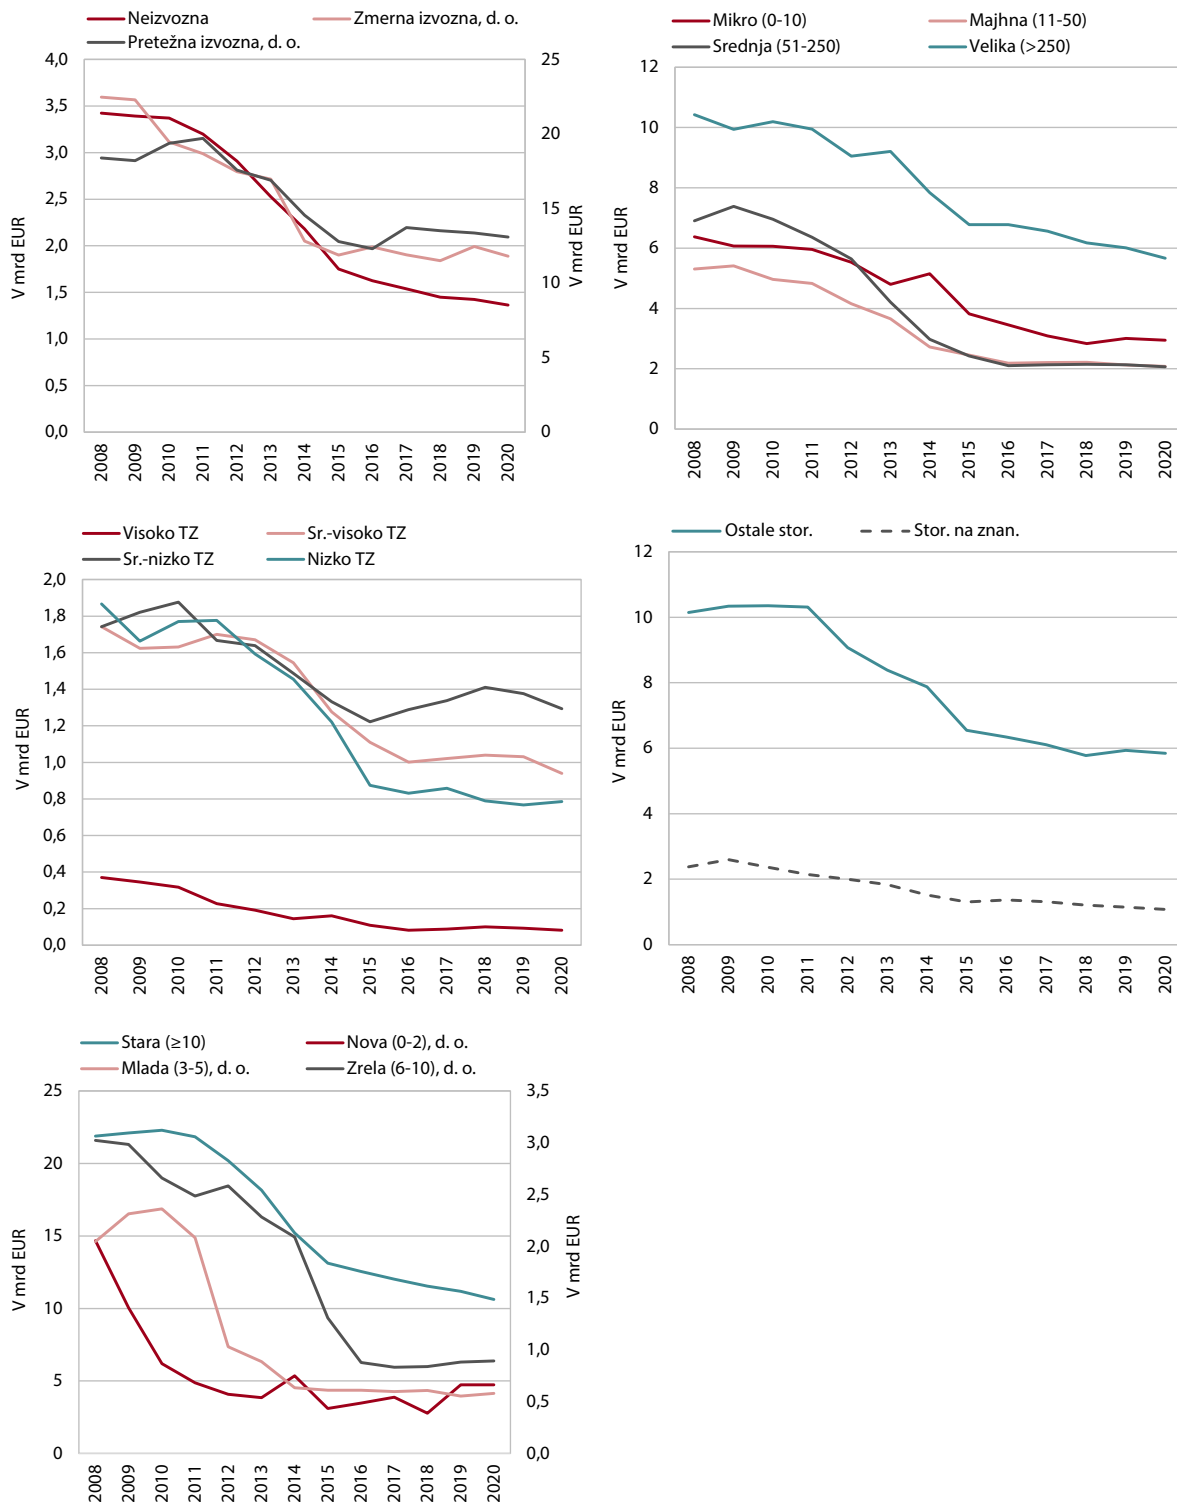 Neizvozna
Zmerna izvozna, d. o.
Pretežna izvozna, d. o.
V mrd EUR
4,0
3,5
3,0
2,5
2,0
1,5
1,0
0,5
0,0
25
20
15
10
5
0
V mrd EUR
2008 2009 2010 2011 2012 2013 2014 2015 2016 2017 2018 2019 2020
Mikro (0-10)
Majhna (11-50)
Srednja (51-250)
Velika (>250)
V mrd EUR
12
10
8
6
4
2
0
2008 2009 2010 2011 2012 2013 2014 2015 2016 2017 2018 2019 2020
Visoko TZ
Sr.-visoko TZ
Sr.-nizko TZ
Nizko TZ
V mrd EUR
2,0
1,8
1,6
1,4
1,2
1,0
0,8
0,6
0,4
0,2
0,0
2008 2009 2010 2011 2012 2013 2014 2015 2016 2017 2018 2019 2020
Ostale stor.
Stor. na znan.
V mrd EUR
12
10
8
6
4
2
0
2008 2009 2010 2011 2012 2013 2014 2015 2016 2017 2018 2019 2020
Stara (≥10)
Nova (0-2), d. o.
Mlada (3-5), d. o.
Zrela (6-10), d. o.
V mrd EUR
25
20
15
10
5
0
3,5
3,0
2,5
2,0
1,5
1,0
0,5
0,0
V mrd EUR
2008 2009 2010 2011 2012 2013 2014 2015 2016 2017 2018 2019 2020